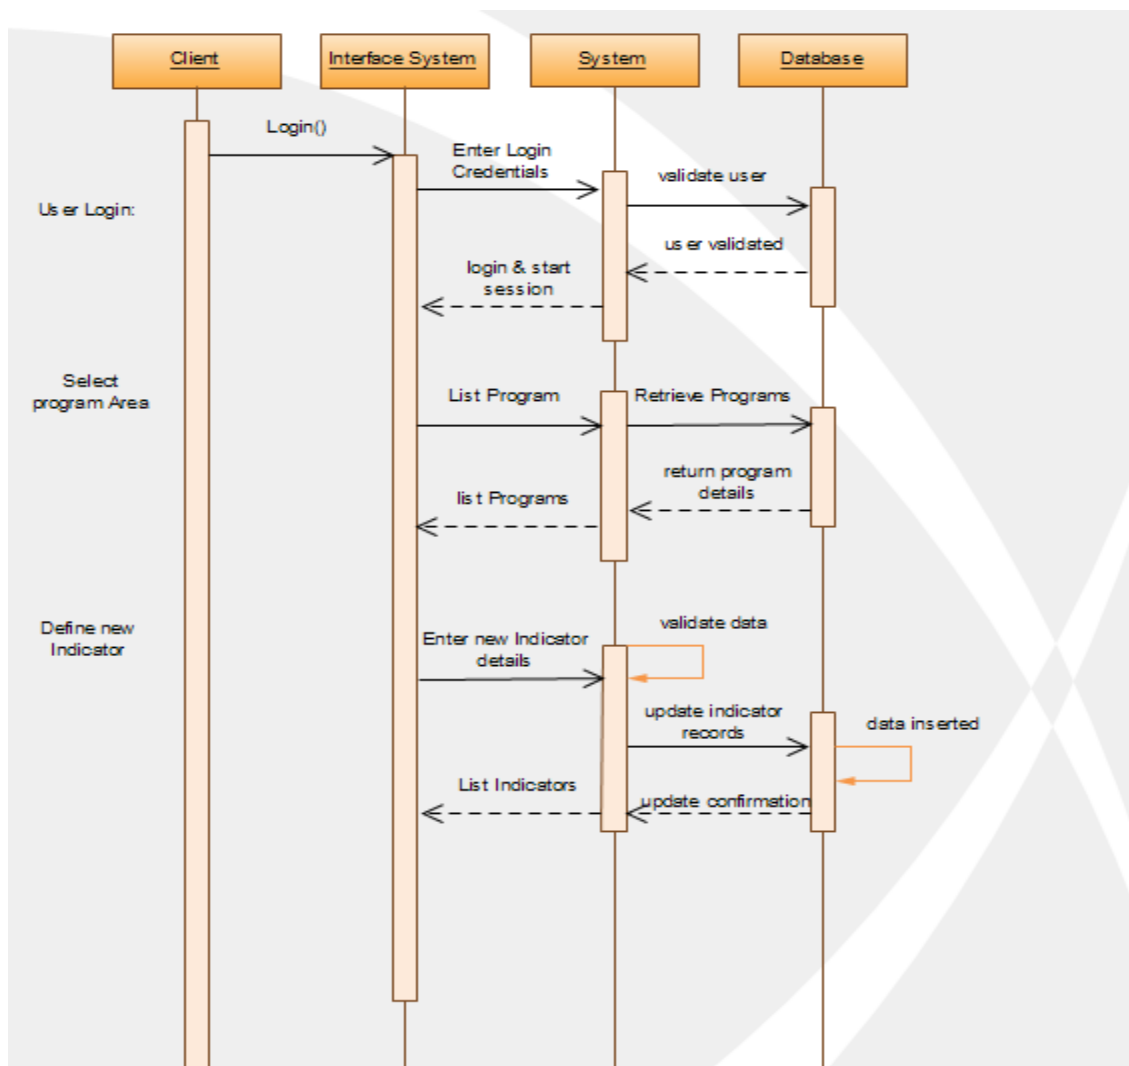 Client
Interface System
System
Database
Login()
Enter Login
Credentials
validate user
User Login:
user validated
login & start
session
Select
program Area
List Program
Retrieve Programs
return program
details
list Programs
Define new
Indicator
validate data
Enter new Indicator
details
update indicator
records
data inserted
List Indicators
update confirmation